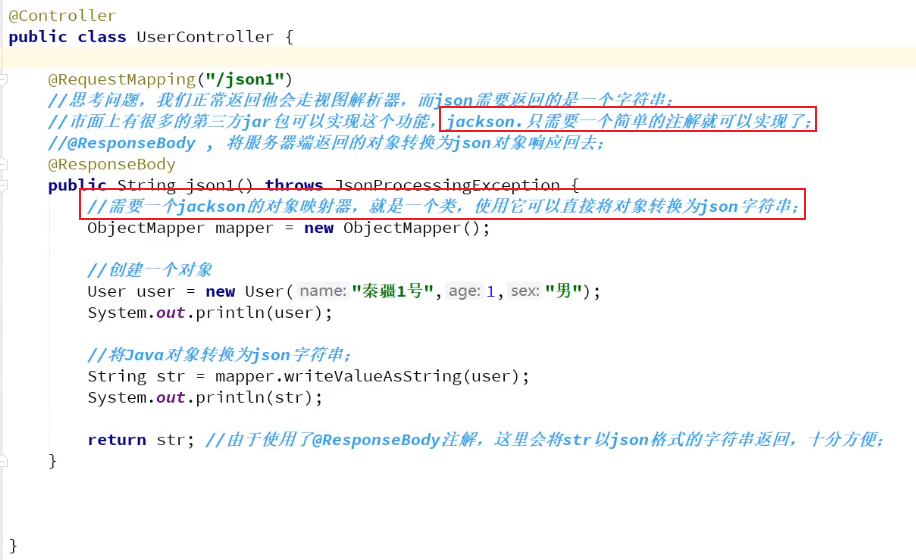 @Controller
public class UserController {
@RequestMapping("/json1")
//思考问题，我们正常返回他会走视图解析器，而json需要返回的是一个字符串；
//市面上有很多的第三方jar包可以实现这个功能，jackson.只需要一个简单的注解就可以实现了；
//@ResponseBody ，将服务器端返回的对象转换为json对象响应回去；
@ResponseBody
public String json1() throws JsonProcessingException {
//需要一个jackson的对象映射器，就是一个类，使用它可以直接将对象转换为json字符串；
ObjectMapper mapper = new ObjectMapper();
//创建一个对象
User user = new User( name: "秦疆1号", age: 1, sex: "男");
System.out.println(user);
//将Java对象转换为json字符串；
String str = mapper.writeValueAsString(user);
System.out.println(str);
return str; //由于使用了@ResponseBody注解，这里会将str以json格式的字符串返回，十分方便；
}
}